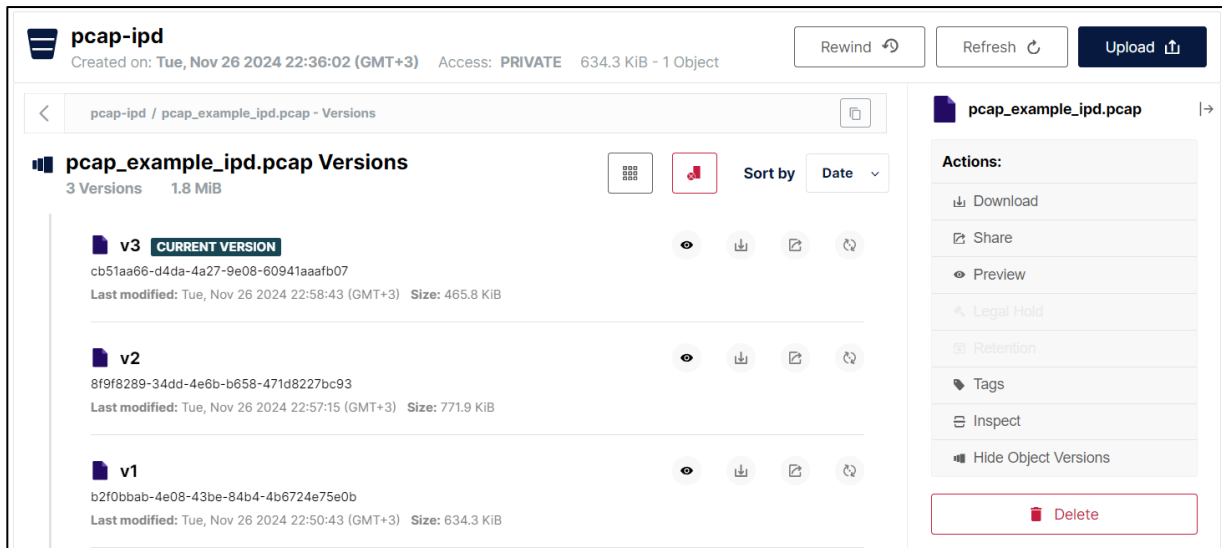 pcap-ipd
Created on: Tue, Nov 26 2024 22:36:02 (GMT+3) Access: PRIVATE 634.3 KiB - 1 Object
Rewind
Refresh
Upload
pcap-ipd / pcap_example_ipd.pcap - Versions
pcap_example_ipd.pcap Versions
3 Versions 1.8 MiB
Sort by Date
v3 CURRENT VERSION
cb51aa66-d4da-4a27-9e08-60941aaafb07
Last modified: Tue, Nov 26 2024 22:58:43 (GMT+3) Size: 465.8 KiB
v2
8f9f8289-34dd-4e6b-b658-471d8227bc93
Last modified: Tue, Nov 26 2024 22:57:15 (GMT+3) Size: 771.9 KiB
v1
b2f0bbab-4e08-43be-84b4-4b6724e75e0b
Last modified: Tue, Nov 26 2024 22:50:43 (GMT+3) Size: 634.3 KiB
pcap_example_ipd.pcap
Actions:
Download
Share
Preview
Legal Hold
Retention
Tags
Inspect
Hide Object Versions
Delete